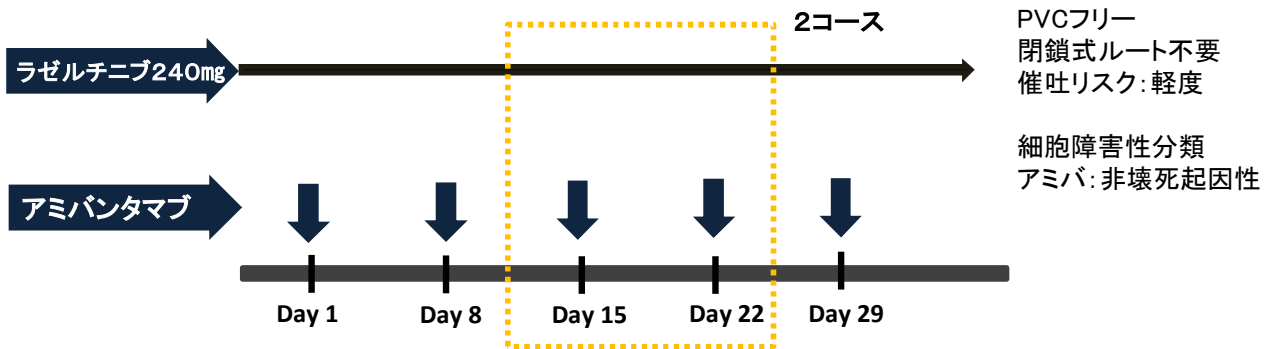 2コース
PVCフリー
閉鎖式ルート不要
催吐リスク：軽度
細胞障害性分類
アミバ：非壊死起因性
ラゼルチニブ240㎎
アミバンタマブ
Day 1
Day 8
Day 15
Day 22
Day 29